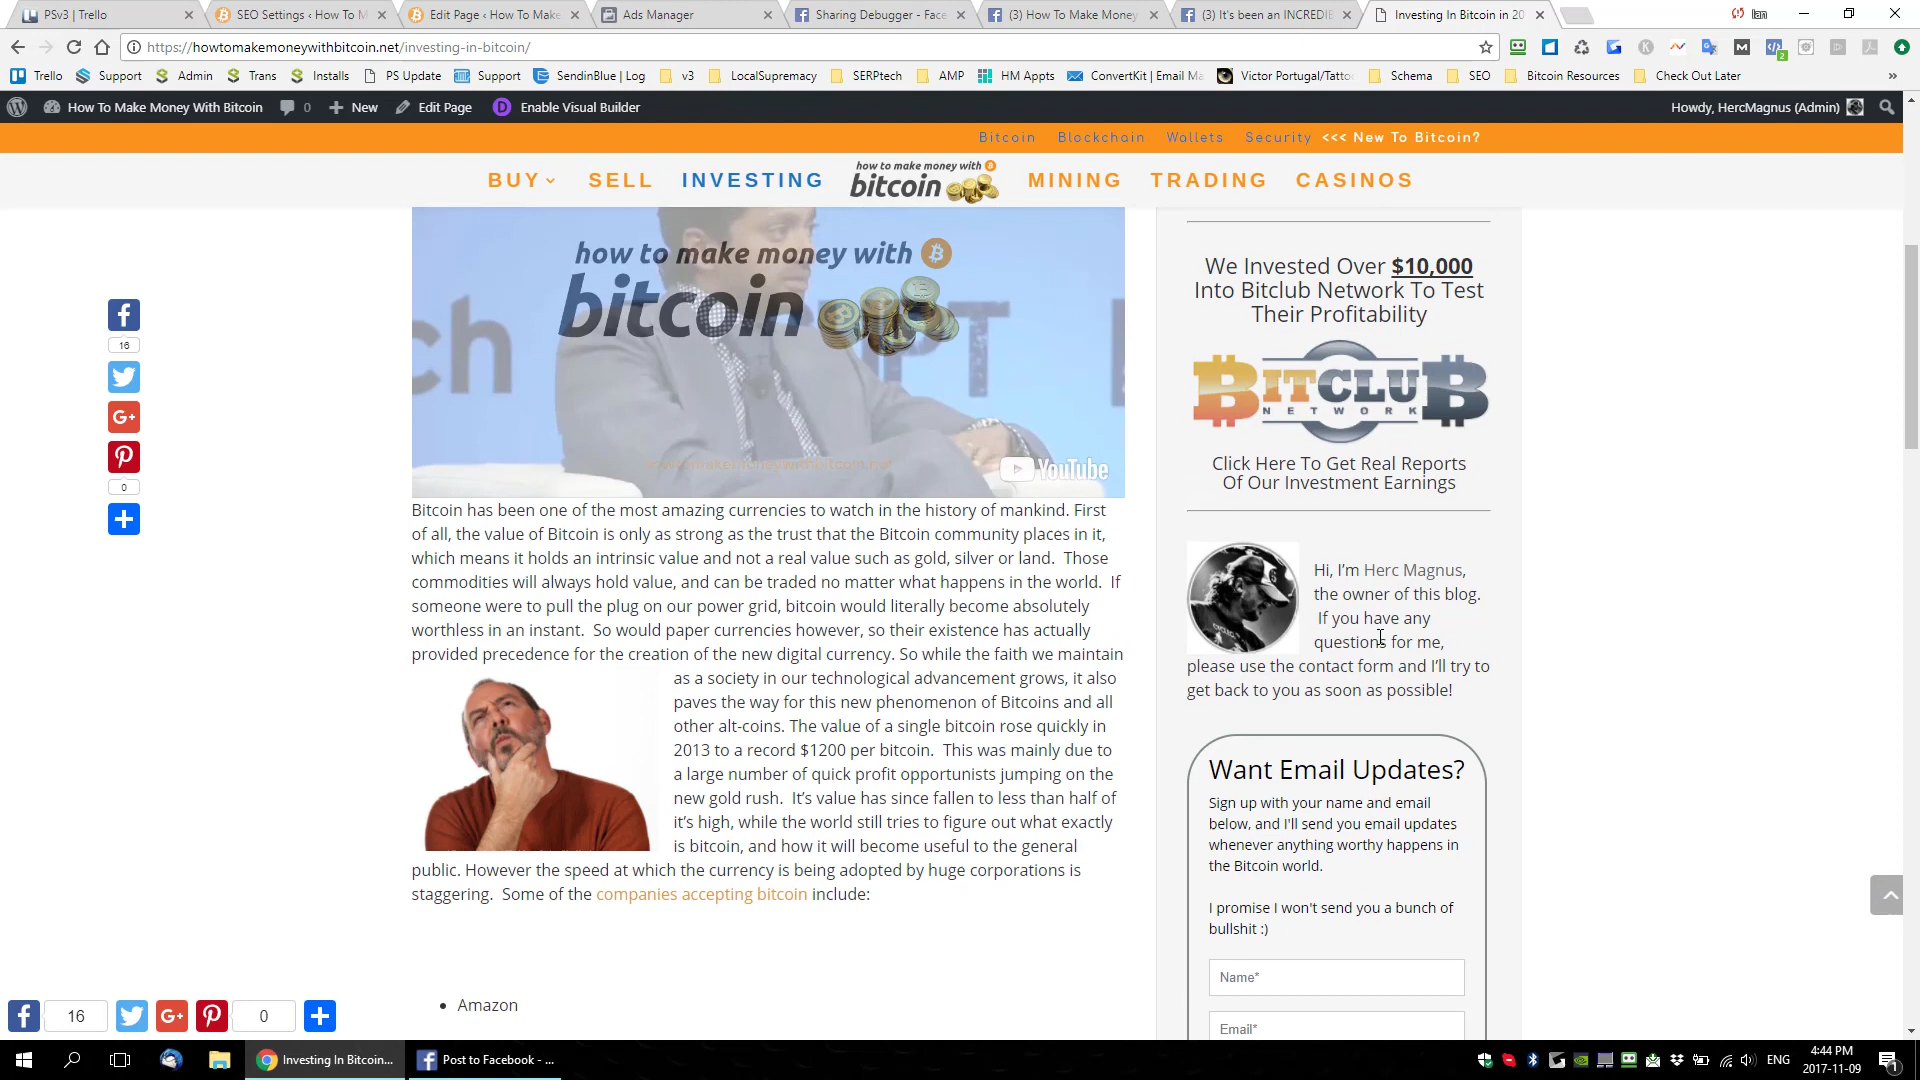 PSv3 | Trello
SEO Settings ‹ How To M
Edit Page ‹ How To Make
Ads Manager
Sharing Debugger - Face
(3) How To Make Money
(3) It's been an INCREDIE
Investing In Bitcoin in 20
Ian
https://howtomakemoneywithbitcoin.net/investing-in-bitcoin/
Trello
Support
Admin
Trans
Installs
PS Update
Support
SendinBlue | Log
v3
LocalSupremacy
SERPtech
AMP
HM Appts
ConvertKit | Email Ma
Victor Portugal/Tatto
Schema
SEO
Bitcoin Resources
Check Out Later
How To Make Money With Bitcoin
0
New
Edit Page
Enable Visual Builder
Howdy, HercMagnus (Admin)
Bitcoin Blockchain Wallets Security <<< New To Bitcoin?
BUY SELL INVESTING
how to make money with
bitcoin
MINING TRADING CASINOS
how to make money with
bitcoin
howtomakemoneywithbitcoin.net
YouTube
16
0
Bitcoin has been one of the most amazing currencies to watch in the history of mankind. First
of all, the value of Bitcoin is only as strong as the trust that the Bitcoin community places in it,
which means it holds an intrinsic value and not a real value such as gold, silver or land. Those
commodities will always hold value, and can be traded no matter what happens in the world. If
someone were to pull the plug on our power grid, bitcoin would literally become absolutely
worthless in an instant. So would paper currencies however, so their existence has actually
provided precedence for the creation of the new digital currency. So while the faith we maintain
as a society in our technological advancement grows, it also
paves the way for this new phenomenon of Bitcoins and all
other alt-coins. The value of a single bitcoin rose quickly in
2013 to a record $1200 per bitcoin. This was mainly due to
a large number of quick profit opportunists jumping on the
new gold rush. It's value has since fallen to less than half of
it's high, while the world still tries to figure out what exactly
is bitcoin, and how it will become useful to the general
public. However the speed at which the currency is being adopted by huge corporations is
staggering. Some of the companies accepting bitcoin include:
• Amazon
We Invested Over $10,000
Into Bitclub Network To Test
Their Profitability
BITCLUB
NETWORK
Click Here To Get Real Reports
Of Our Investment Earnings
Hi, I'm Herc Magnus,
the owner of this blog.
If you have any
questions for me,
please use the contact form and I'll try to
get back to you as soon as possible!
Want Email Updates?
Sign up with your name and email
below, and I'll send you email updates
whenever anything worthy happens in
the Bitcoin world.
I promise I won't send you a bunch of
bullshit :)
Name*
Email*
16
0
Investing In Bitcoin...
Post to Facebook - ...
ENG
4:44 PM
2017-11-09